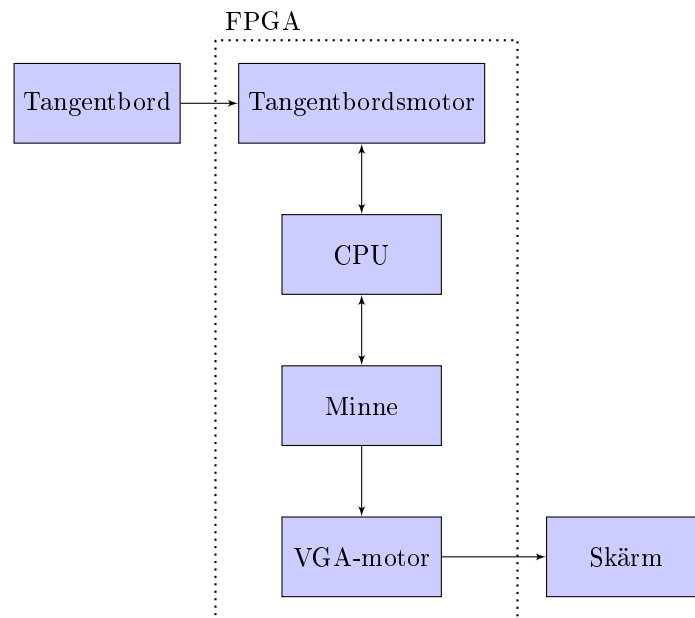 FPGA
Tangentbord
Tangentbordsmotor
CPU
Minne
VGA-motor
Skärm